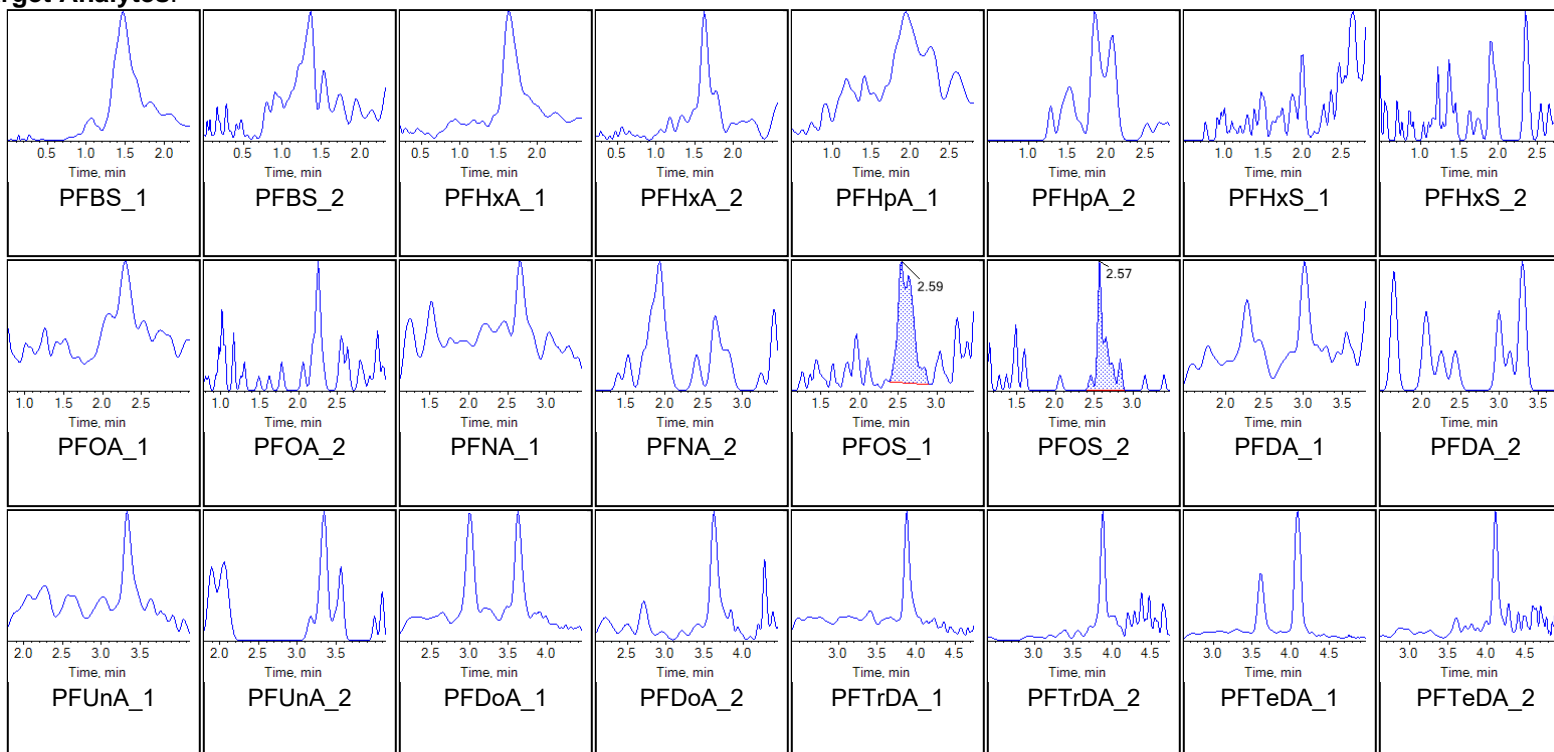 rget Analytes:
0.5 1.0 1.5 2.0 0.5 1.0 1.5 2.0 0.5 1.0 1.5 2.0 0.5 1.0 1.5 2.0 1.0 1.5 2.0 2.5 1.0 1.5 2.0 2.5 1.0 1.5 2.0 2.5 1.0 1.5 2.0 2.5
Time, min Time, min Time, min Time, min Time, min Time, min Time, min Time, min
PFBS_1 PFBS_2 PFHxA_1 PFHxA_2 PFHpA_1 PFHpA_2 PFHxS_1 PFHxS_2
2.59 2.57
1.0 1.5 2.0 2.5 1.0 1.5 2.0 2.5 1.5 2.0 2.5 3.0 1.5 2.0 2.5 3.0 1.5 2.0 2.5 3.0 1.5 2.0 2.5 3.0 2.0 2.5 3.0 3.5 2.0 2.5 3.0 3.5
Time, min Time, min Time, min Time, min Time, min Time, min Time, min Time, min
PFOA_1 PFOA_2 PFNA_1 PFNA_2 PFOS_1 PFOS_2 PFDA_1 PFDA_2
2.0 2.5 3.0 3.5 2.0 2.5 3.0 3.5 2.5 3.0 3.5 4.0 2.5 3.0 3.5 4.0 3.0 3.5 4.0 4.5 3.0 3.5 4.0 4.5 3.0 3.5 4.0 4.5 3.0 3.5 4.0 4.5
Time, min Time, min Time, min Time, min Time, min Time, min Time, min Time, min
PFUnA_1 PFUnA_2 PFDoA_1 PFDoA_2 PFTrDA_1 PFTrDA_2 PFTeDA_1 PFTeDA_2